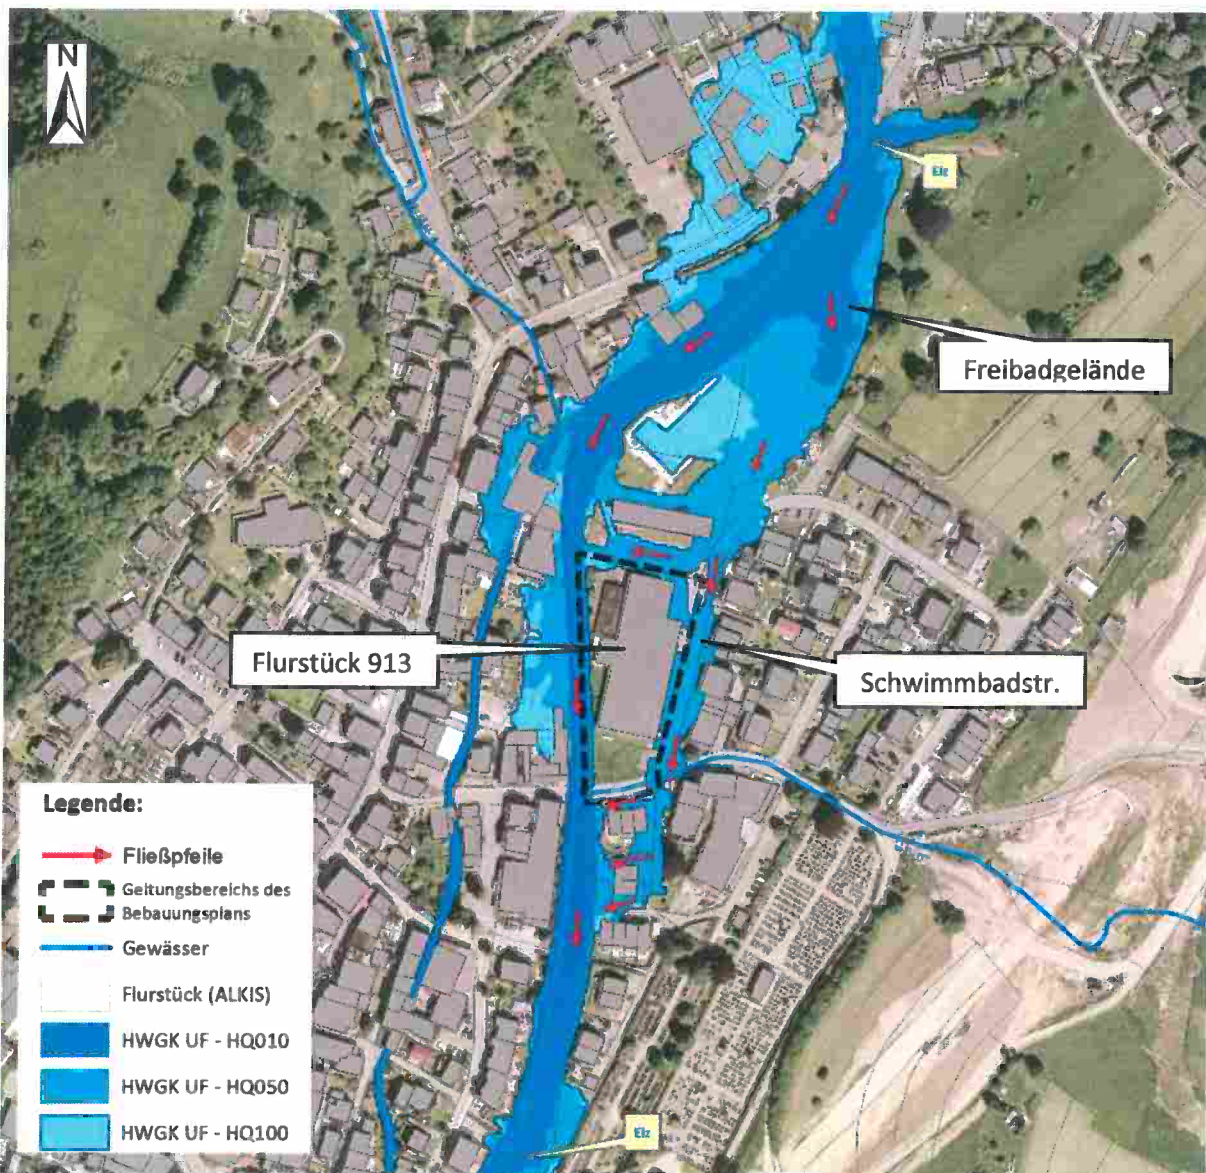 N
Elz
Freibadgelände
Flurstück 913
Schwimmbadstr.
Legende:
Fließpfeile
Geltungsbereichs des
Bebauungsplans
Gewässer
Flurstück (ALKIS)
HWGK UF - HQ010
HWGK UF - HQ050
HWGK UF - HQ100
Elz